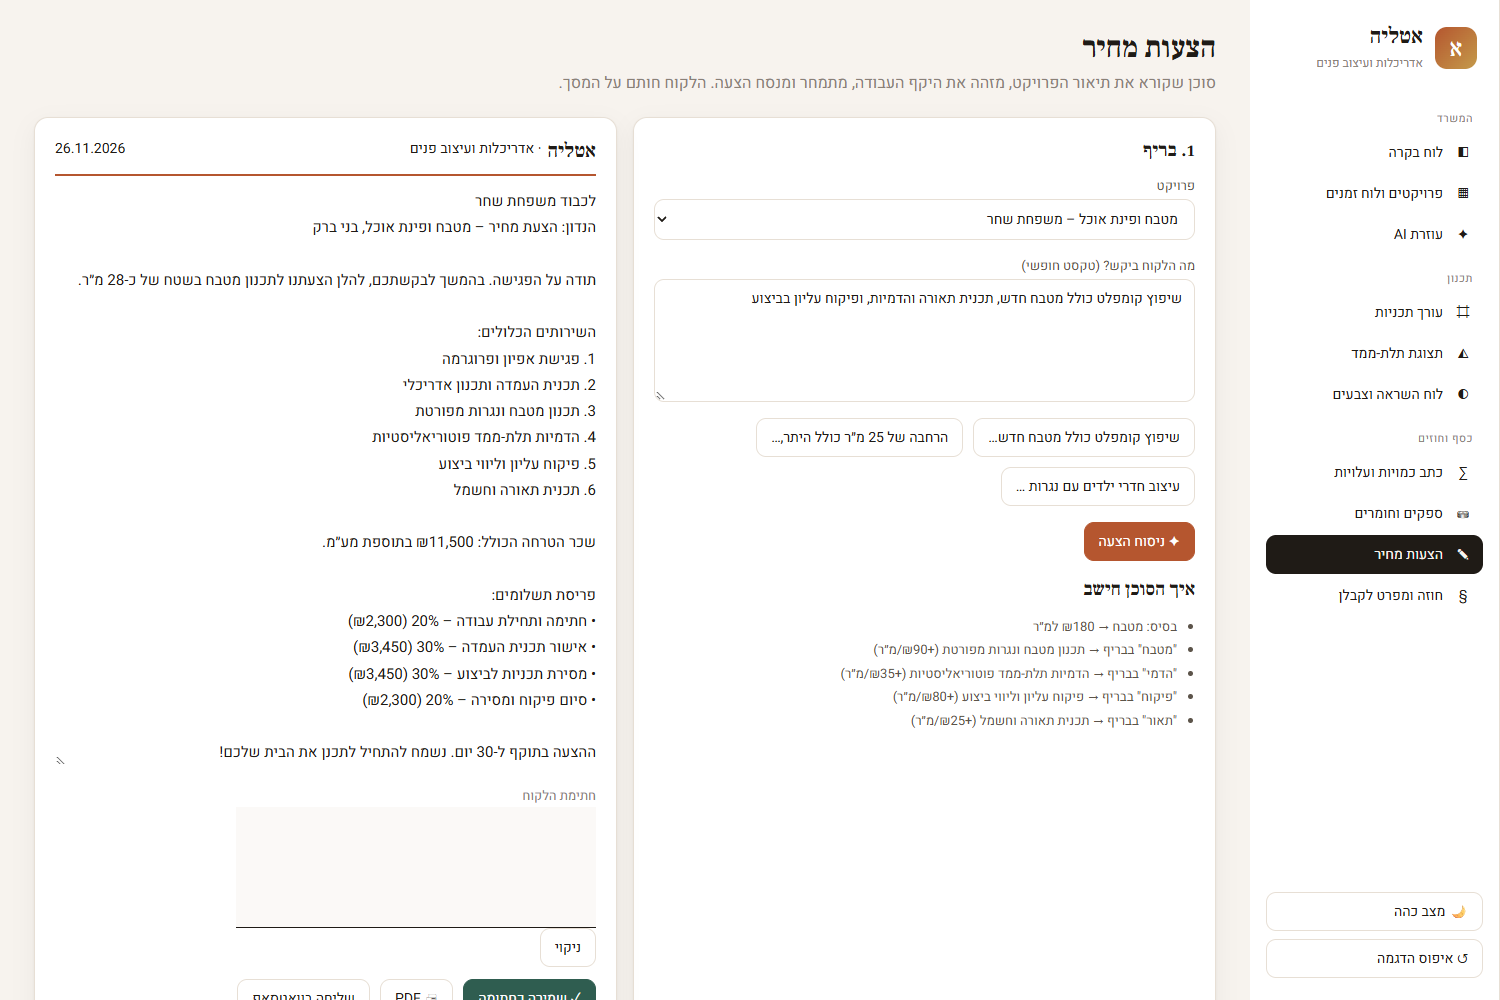 א
אטליה
אדריכלות ועיצוב פנים
המשרד
לוח בקרה
פרויקטים ולוח זמנים
עוזרת AI
תכנון
עורך תכניות
תצוגת תלת-ממד
לוח השראה וצבעים
כסף וחוזים
כתב כמויות ועלויות
ספקים וחומרים
הצעות מחיר
חוזה ומפרט לקבלן
מצב כהה
איפוס הדגמה
הצעות מחיר
סוכן שקורא את תיאור הפרויקט, מזהה את היקף העבודה, מתמחר ומנסח הצעה. הלקוח חותם על המסך.
1. בריף
פרויקט
מטבח ופינת אוכל – משפחת שחר
מה הלקוח ביקש? (טקסט חופשי)
שיפוץ קומפלט כולל מטבח חדש, תכנית תאורה והדמיות, ופיקוח עליון בביצוע
שיפוץ קומפלט כולל מטבח חדש...
הרחבה של 25 מ"ר כולל היתר,...
עיצוב חדרי ילדים עם נגרות ...
✦ ניסוח הצעה
איך הסוכן חישב
בסיס: מטבח → ₪180 למ"ר
"מטבח" בבריף → תכנון מטבח ונגרות מפורטת (+₪90/מ"ר)
"הדמי" בבריף → הדמיות תלת-ממד פוטוריאליסטיות (+₪35/מ"ר)
"פיקוח" בבריף → פיקוח עליון וליווי ביצוע (+₪80/מ"ר)
"תאור" בבריף → תכנית תאורה וחשמל (+₪25/מ"ר)
אטליה · אדריכלות ועיצוב פנים
26.11.2026
לכבוד משפחת שחר
הנדון: הצעת מחיר – מטבח ופינת אוכל, בני ברק
תודה על הפגישה. בהמשך לבקשתכם, להלן הצעתנו לתכנון מטבח בשטח של כ-28 מ"ר.
השירותים הכלולים:
1. פגישת אפיון ופרוגרמה
2. תכנית העמדה ותכנון אדריכלי
3. תכנון מטבח ונגרות מפורטת
4. הדמיות תלת-ממד פוטוריאליסטיות
5. פיקוח עליון וליווי ביצוע
6. תכנית תאורה וחשמל
שכר הטרחה הכולל: ₪11,500 בתוספת מע"מ.
פריסת תשלומים:
• חתימה ותחילת עבודה – 20% (₪2,300)
• אישור תכנית העמדה – 30% (₪3,450)
• מסירת תכניות לביצוע – 30% (₪3,450)
• סיום פיקוח ומסירה – 20% (₪2,300)
ההצעה בתוקף ל-30 יום. נשמח להתחיל לתכנן את הבית שלכם!
חתימת הלקוח
ניקוי
✓ שמירה כחתומה
PDF
שליחה בוואטסאפ